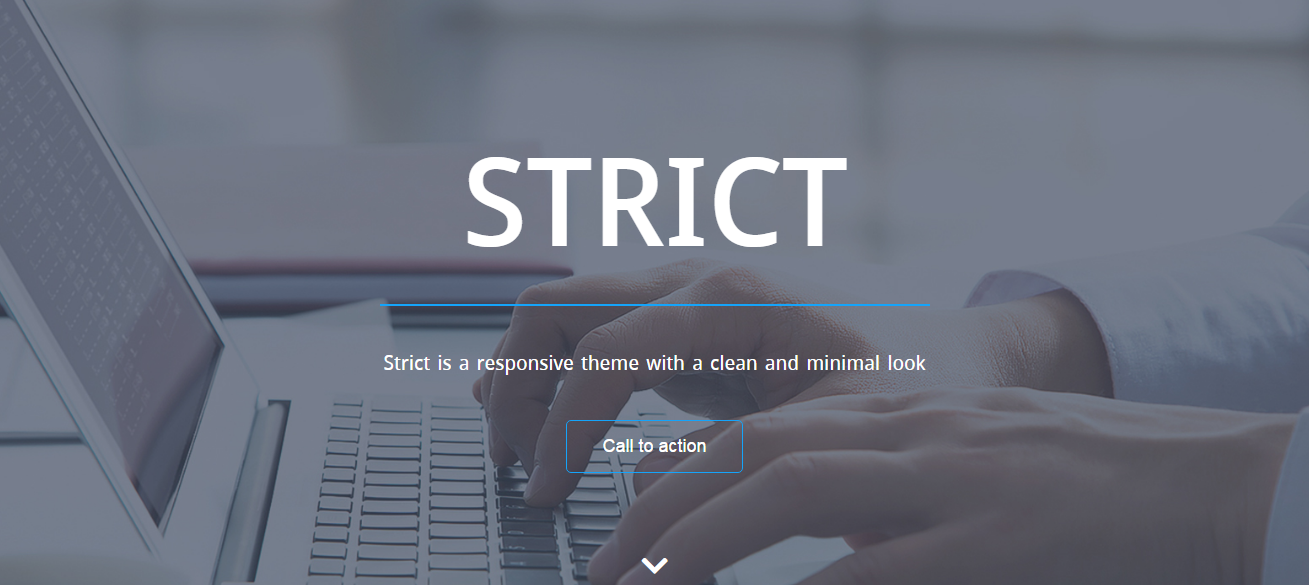 STRICT
Strict is a responsive theme with a clean and minimal look
Call to action